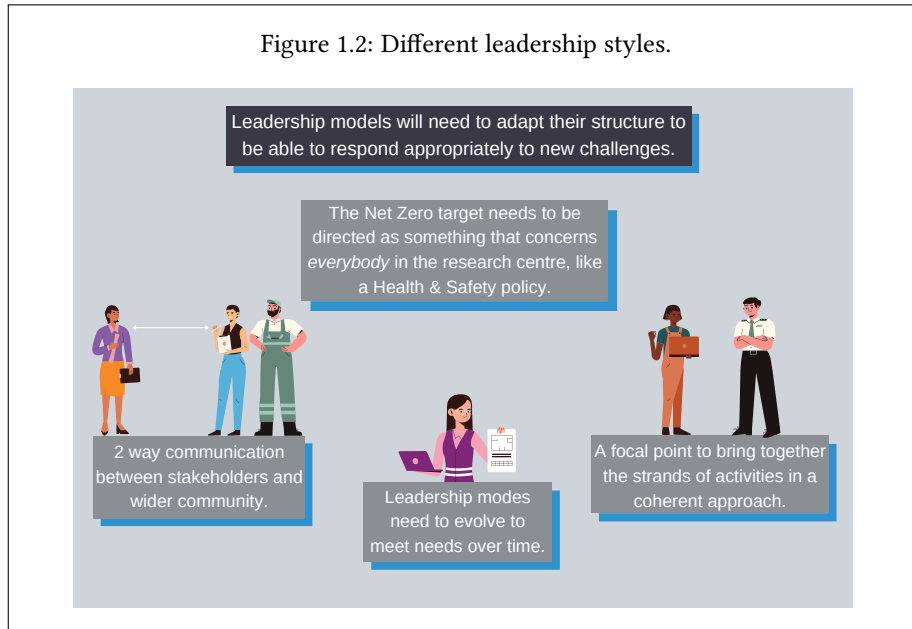 Figure 1.2: Different leadership styles.
Leadership models will need to adapt their structure to
be able to respond appropriately to new challenges.
The Net Zero target needs to be
directed as something that concerns
everybody in the research centre, like
a Health & Safety policy.
2 way communication
between stakeholders and
wider community.
Leadership modes
need to evolve to
meet needs over time.
A focal point to bring together
the strands of activities in a
coherent approach.